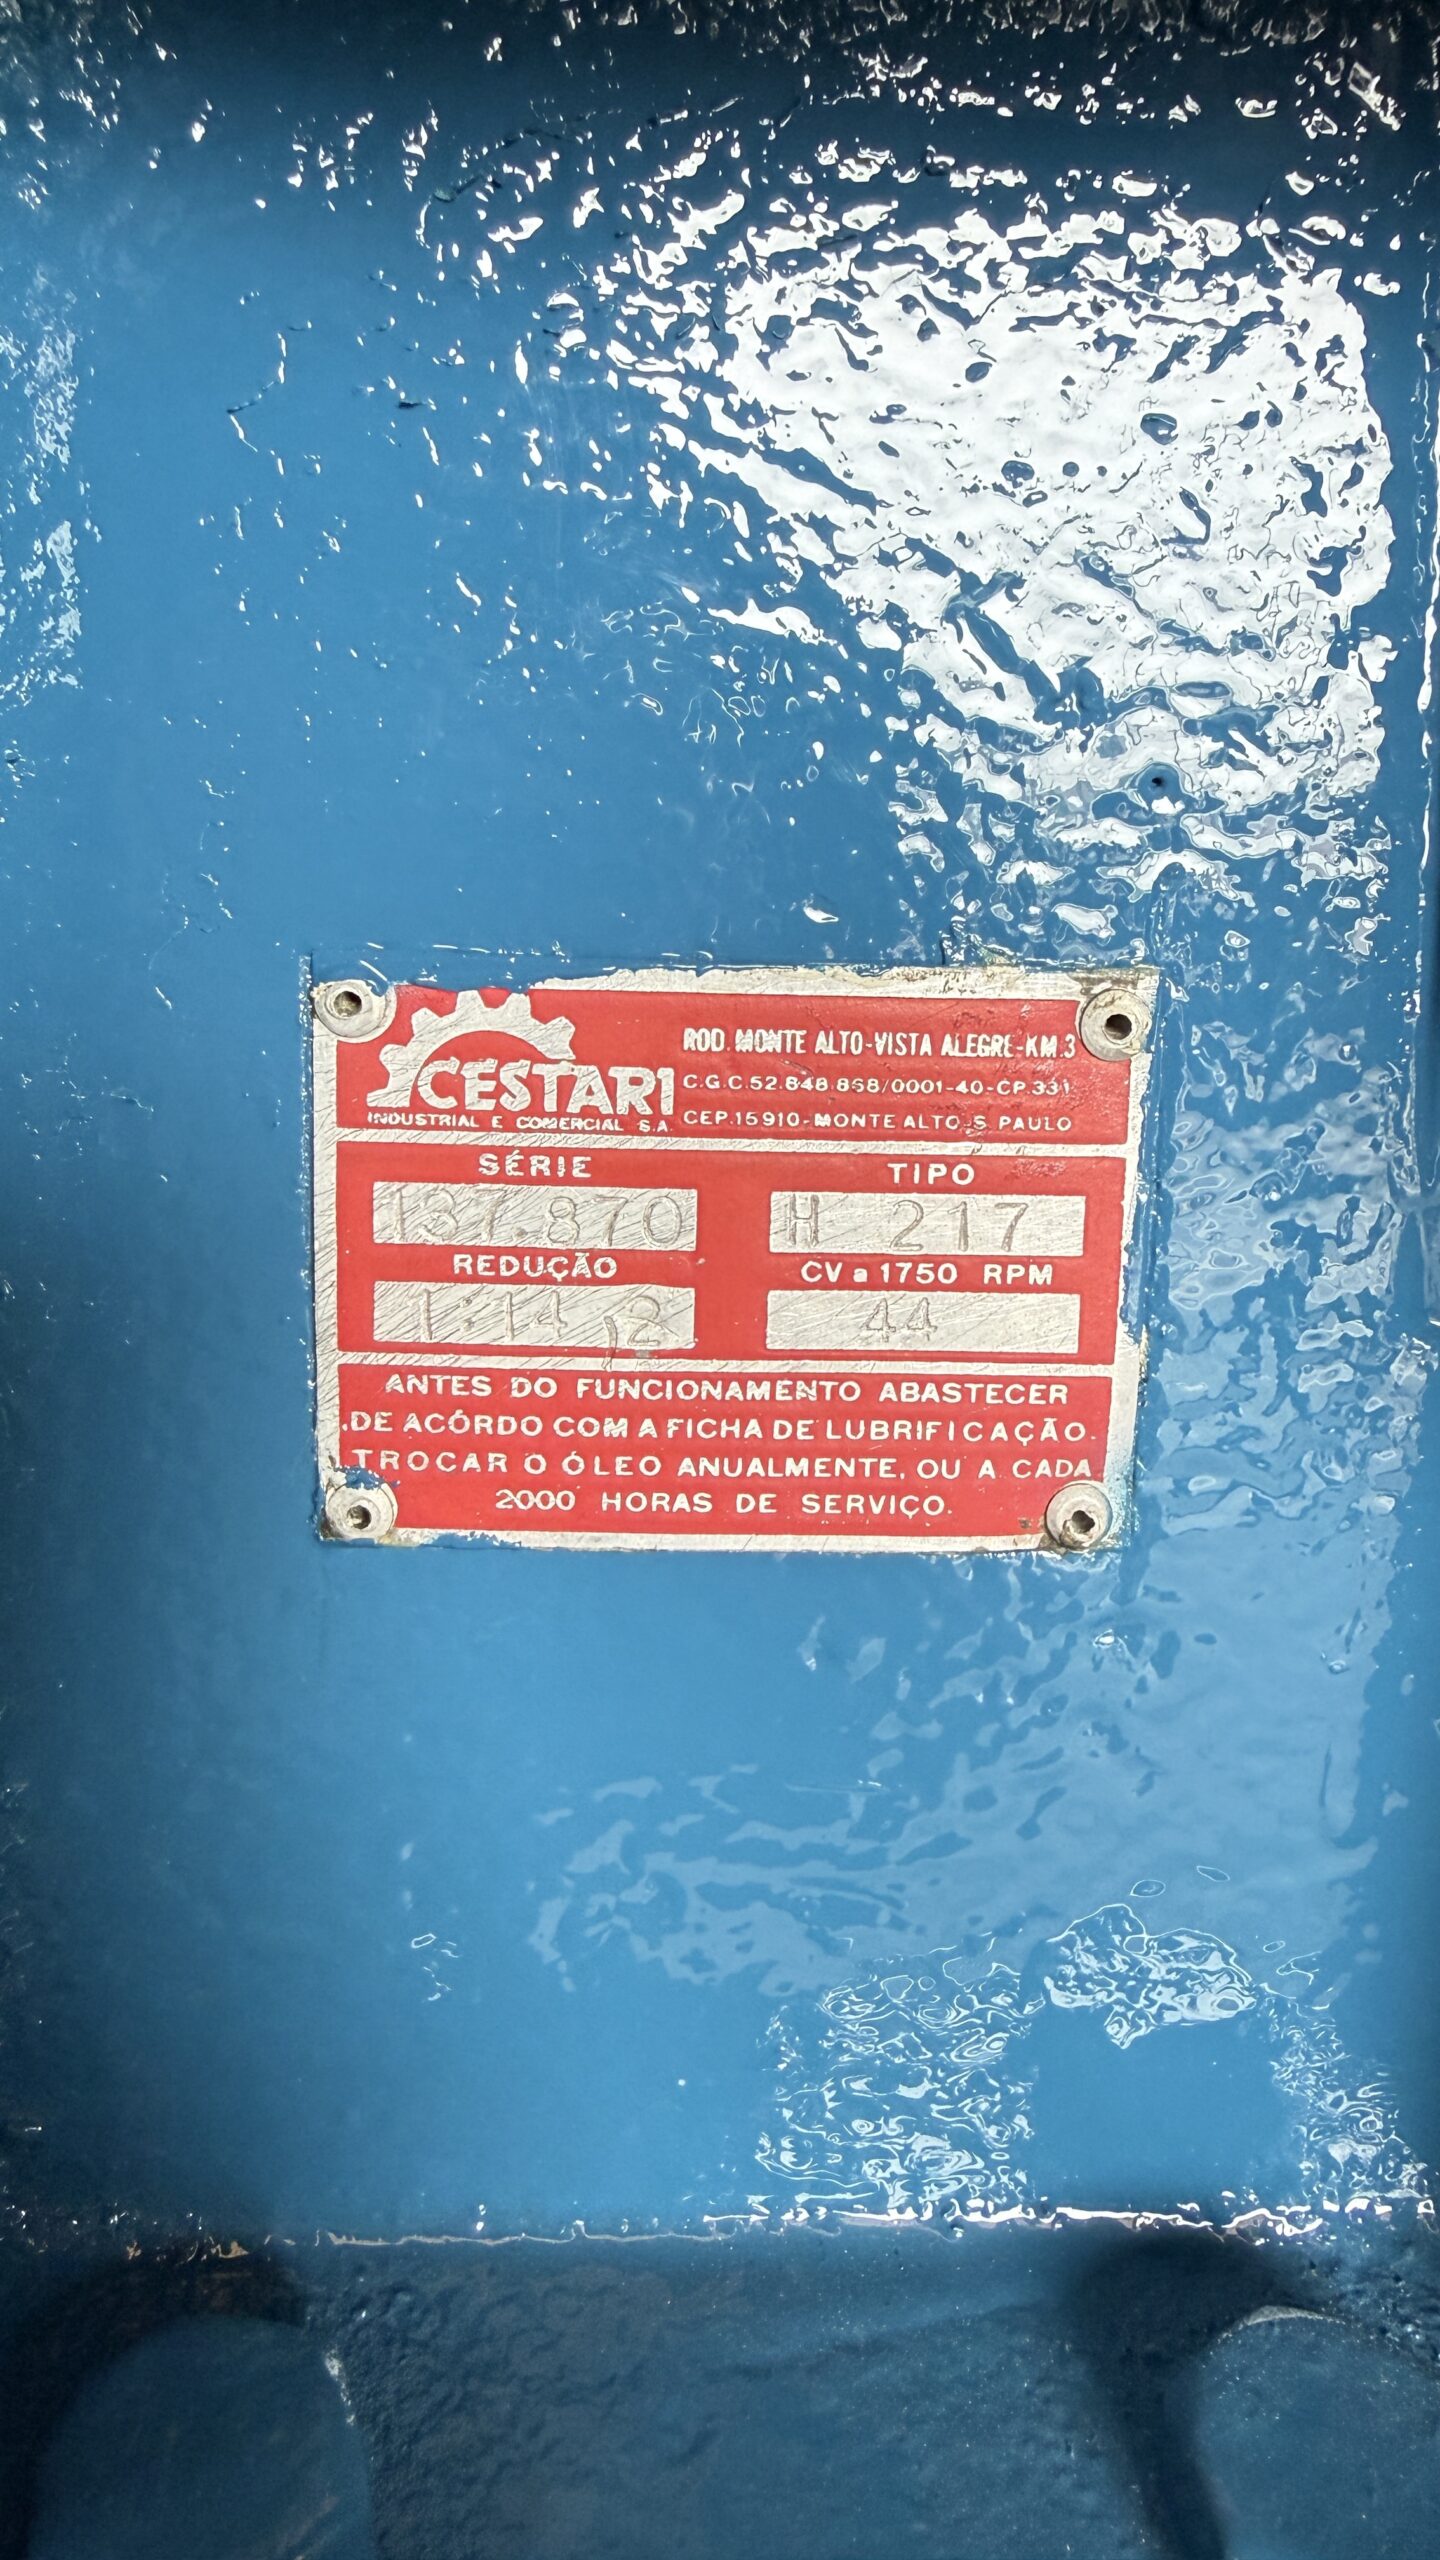 CESTARI
INDUSTRIAL E COMERCIAL S.A.
ROD. MONTE ALTO-VISTA ALEGRE-KM.3
C.G.C.52.848.868/0001-40-CP.331
CEP.15910-MONTE ALTO-S. PAULO
SÉRIE
137.870
TIPO
H 217
REDUÇÃO
1:14,2
CV a 1750 RPM
44
ANTES DO FUNCIONAMENTO ABASTECER
DE ACÓRDO COM A FICHA DE LUBRIFICAÇÃO.
TROCAR O ÓLEO ANUALMENTE, OU A CADA
2000 HORAS DE SERVIÇO.